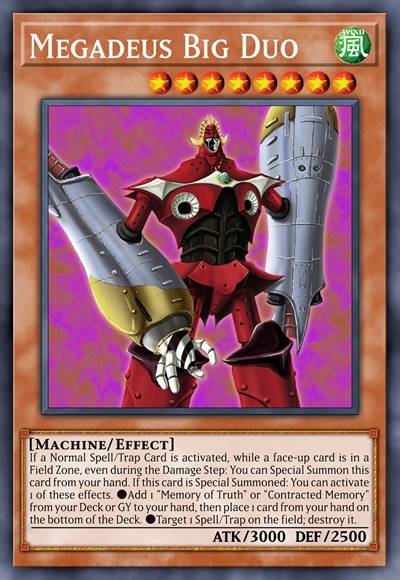 Megadeus Big Duo
WIND
風
[Machine/Effect]
If a Normal Spell/Trap Card is activated, while a face-up card is in a
Field Zone, even during the Damage Step: You can Special Summon this
card from your hand. If this card is Special Summoned: You can activate
1 of these effects. ●Add 1 "Memory of Truth" or "Contracted Memory"
from your Deck or GY to your hand, then place 1 card from your hand on
the bottom of the Deck. ●Target 1 Spell/Trap on the field; destroy it.
ATK/3000 DEF/2500